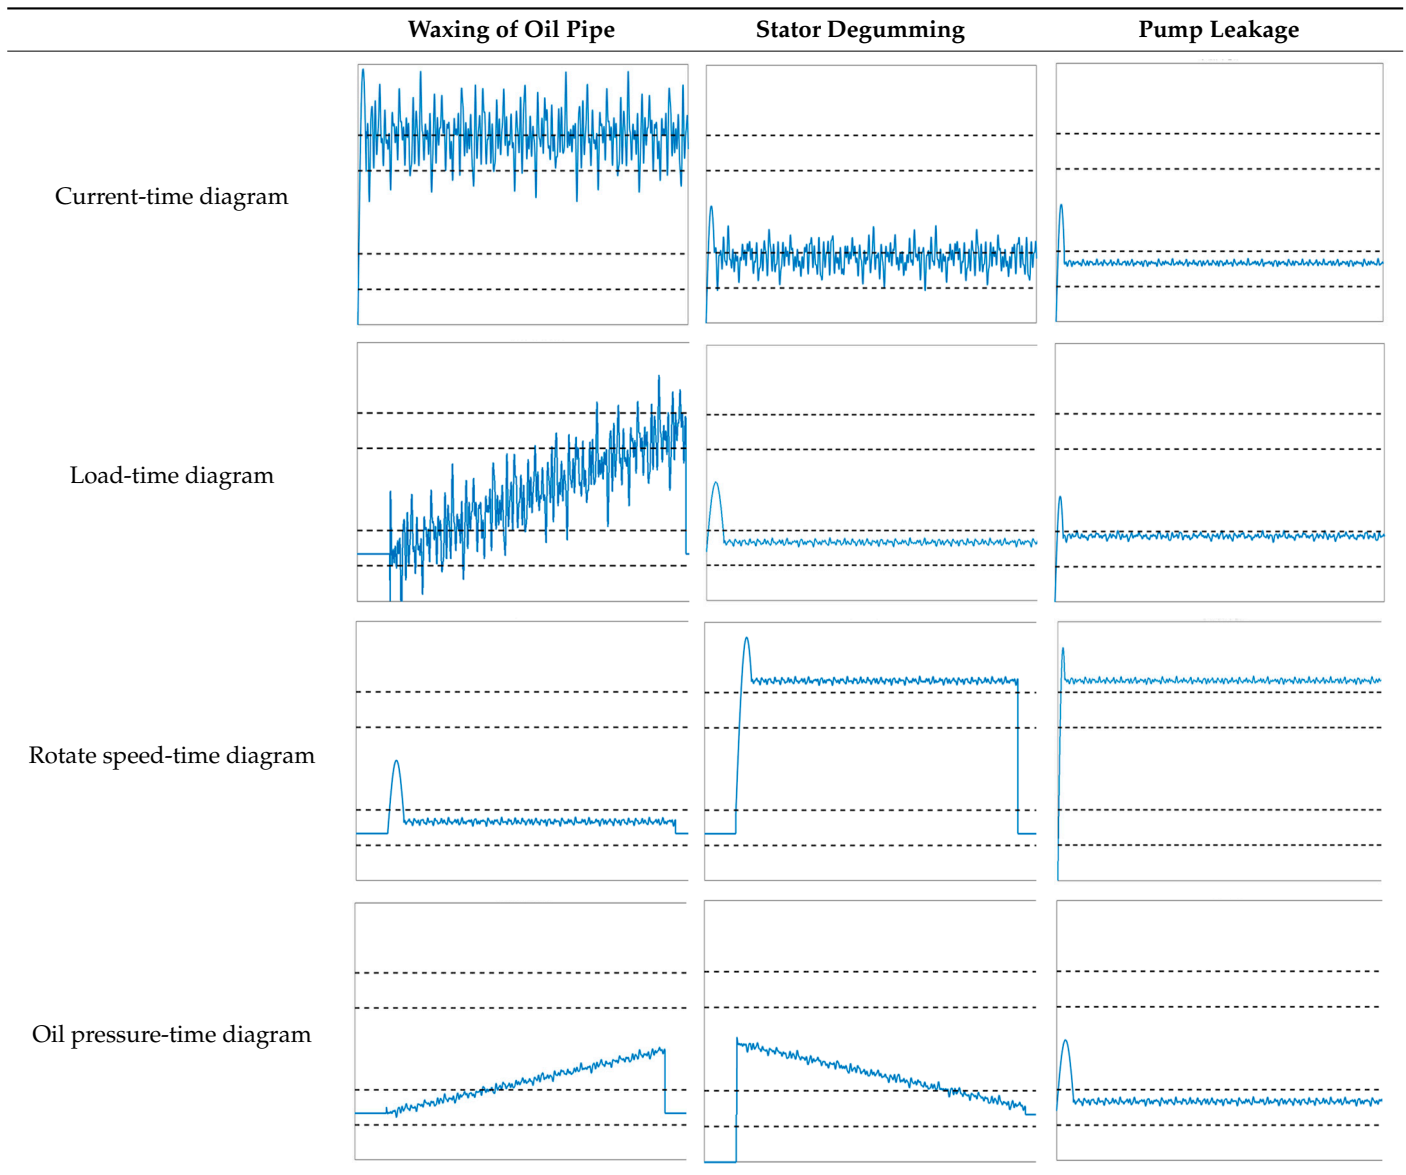 Waxing of Oil Pipe Stator Degumming Pump Leakage
Current-time diagram
Load-time diagram
Rotate speed-time diagram
Oil pressure-time diagram